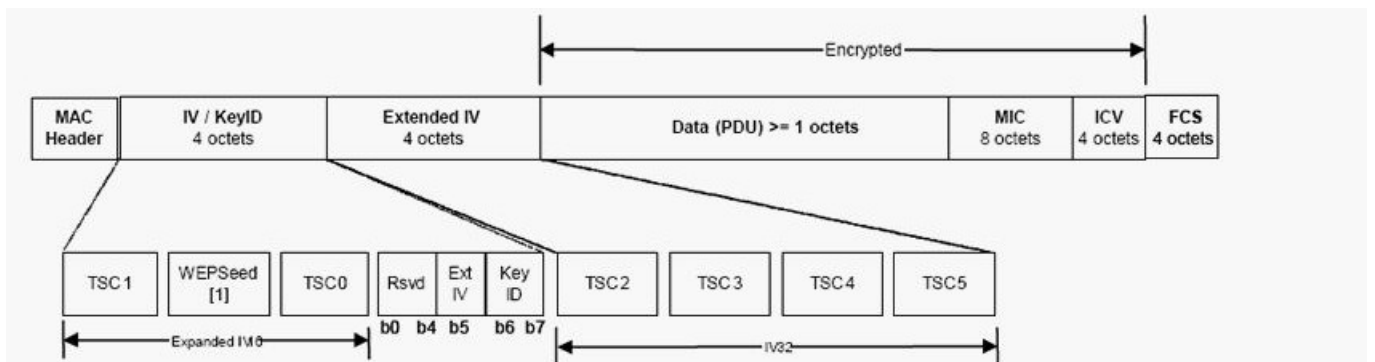 Encrypted
MAC
Header
IV / KeyID
4 octets
Extended IV
4 octets
Data (PDU) >= 1 octets
MIC
8 octets
ICV
4 octets
FCS
4 octets
TSC1
WEPSeed
[1]
TSC0
Rsvd
Ext
IV
Key
ID
TSC2
TSC3
TSC4
TSC5
b0 b4 b5 b6 b7
Expanded IV16
IV32